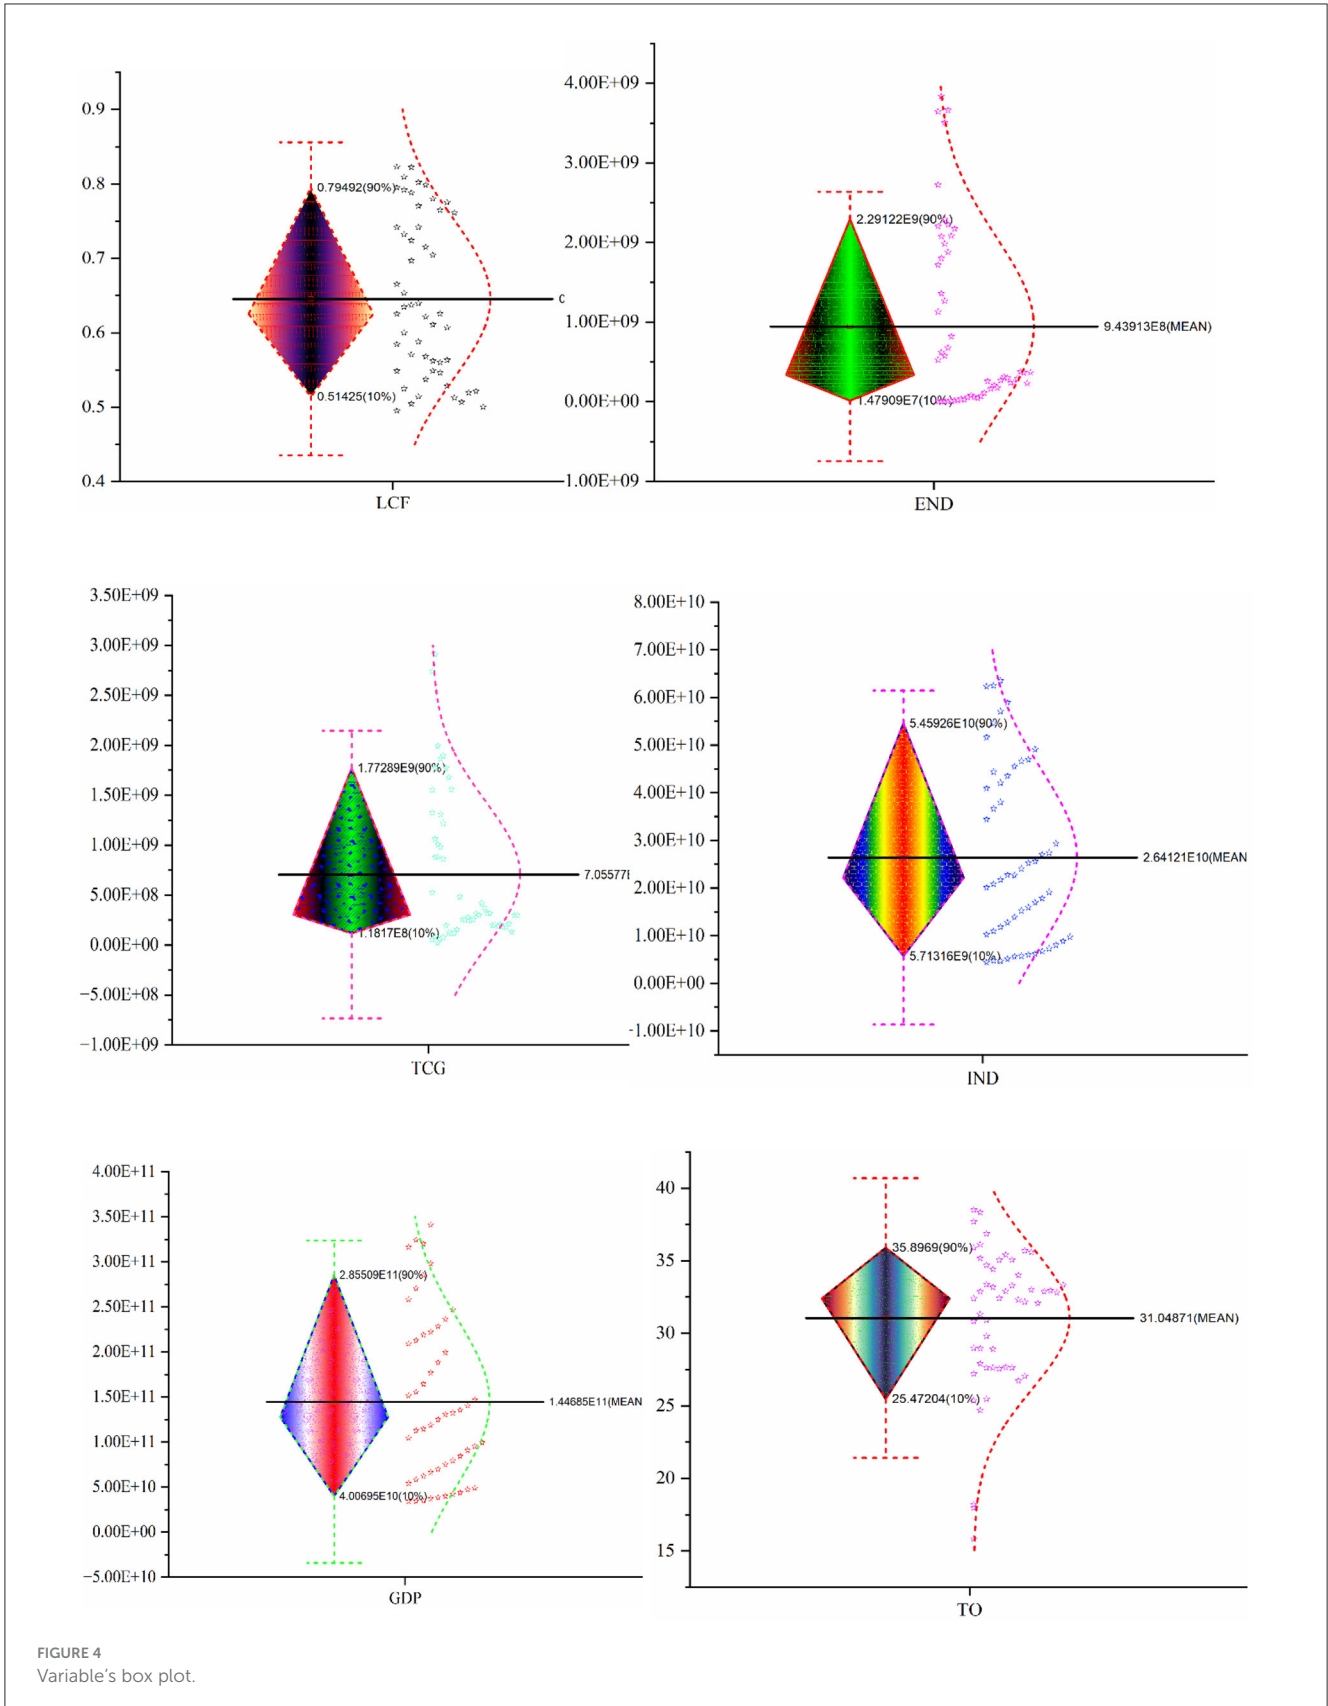 0.9
0.8
0.7
0.6
0.5
0.4
0.79492(90%)
0.51425(10%)
C
LCF
4.00E+09
3.00E+09
2.00E+09
1.00E+09
0.00E+00
1.00E+09
2.29122E9(90%)
9.43913E8(MEAN)
1.47909E7(10%)
END
3.50E+09
3.00E+09
2.50E+09
2.00E+09
1.50E+09
1.00E+09
5.00E+08
0.00E+00
−5.00E+08
−1.00E+09
1.77289E9(90%)
7.05577E
1.1817E8(10%)
TCG
8.00E+10
7.00E+10
6.00E+10
5.00E+10
4.00E+10
3.00E+10
2.00E+10
1.00E+10
0.00E+00
-1.00E+10
5.45926E10(90%)
2.64121E10(MEAN
5.71316E9(10%)
IND
4.00E+11
3.50E+11
3.00E+11
2.50E+11
2.00E+11
1.50E+11
1.00E+11
5.00E+10
0.00E+00
−5.00E+10
2.85509E11(90%)
1.44685E11(MEAN
4.00695E10(10%)
GDP
40
35
30
25
20
15
35.8969(90%)
31.04871(MEAN)
25.47204(10%)
TO
FIGURE 4
Variable's box plot.